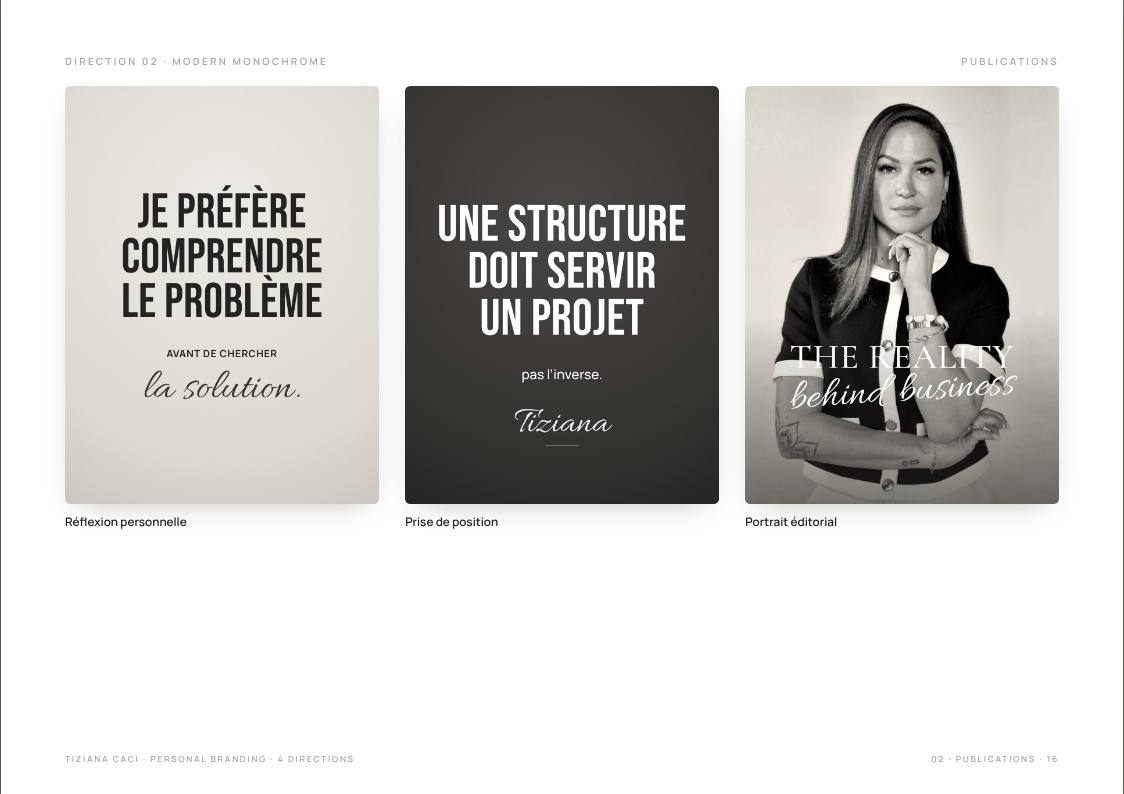 DIRECTION 02 · MODERN MONOCHROME
PUBLICATIONS
JE PRÉFÈRE
COMPRENDRE
LE PROBLÈME
AVANT DE CHERCHER
la solution.
UNE STRUCTURE
DOIT SERVIR
UN PROJET
pas l'inverse.
Tiziana
THE REALITY
behind business
Réflexion personnelle
Prise de position
Portrait éditorial
TIZIANA CACI · PERSONAL BRANDING · 4 DIRECTIONS
02 · PUBLICATIONS · 16